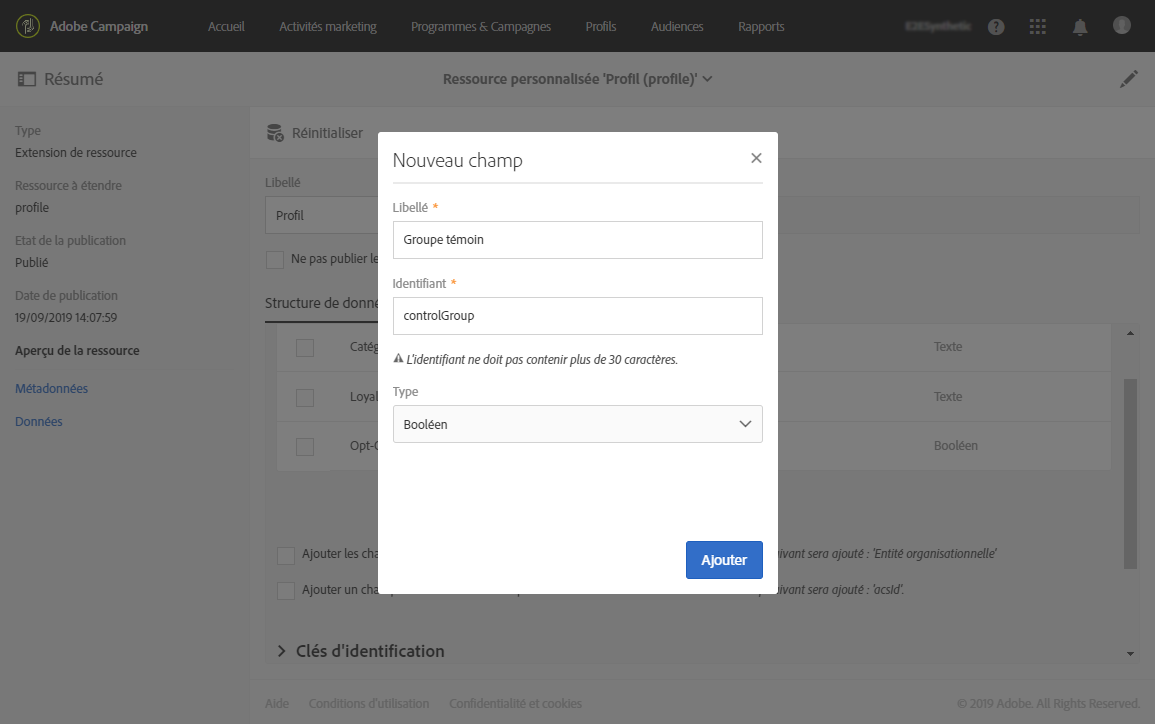 Adobe Campaign
Accueil
Activités marketing
Programmes & Campagnes
Profils
Audiences
Rapports
Résumé
Ressource personnalisée 'Profil (profile)'
Type
Extension de ressource
Ressource à étendre
profile
Etat de la publication
Publié
Date de publication
19/09/2019 14:07:59
Aperçu de la ressource
Métadonnées
Données
Réinitialiser
Libellé
Profil
Ne pas publier le
Structure de donné
Catég
Texte
Loyal
Texte
Opt-O
Booléen
Ajouter les cha
ivant sera ajouté : 'Entité organisationnelle'
Ajouter un cham
ivant sera ajouté : 'acsId'.
Clés d'identification
Nouveau champ
Libellé *
Groupe témoin
Identifiant *
controlGroup
L'identifiant ne doit pas contenir plus de 30 caractères.
Type
Booléen
Ajouter
Aide
Conditions d'utilisation
Confidentialité et cookies
© 2019 Adobe. All Rights Reserved.